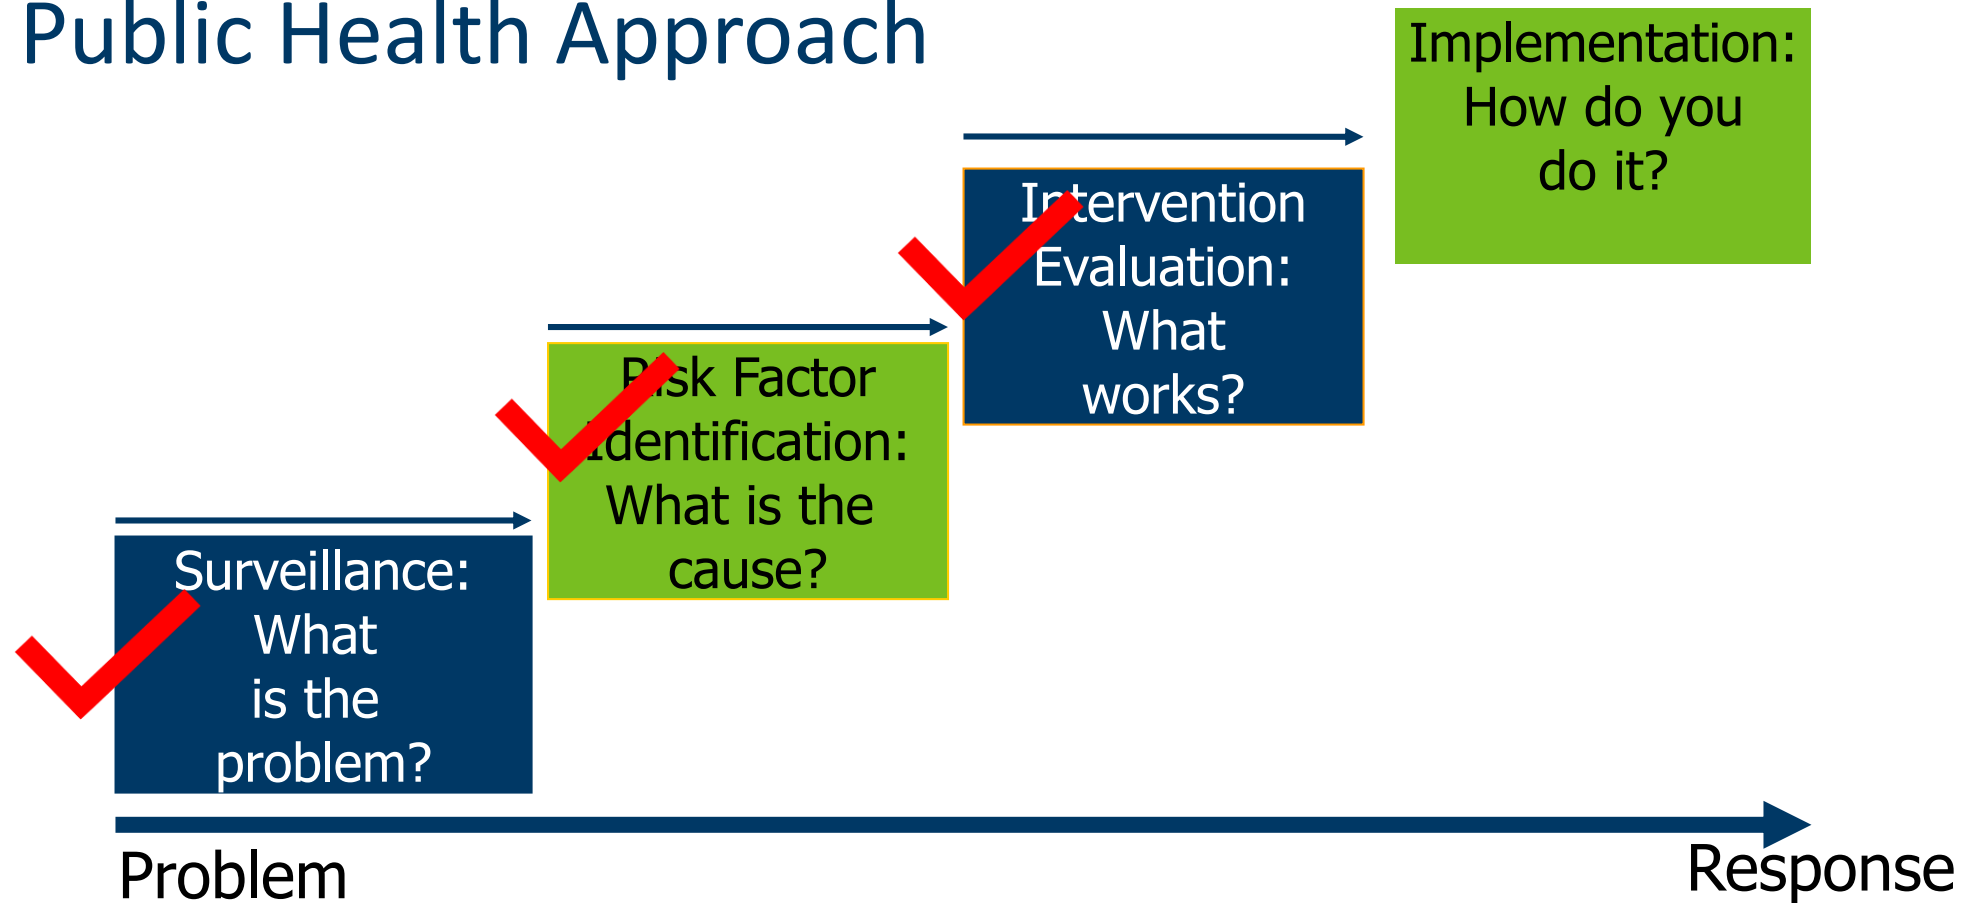 Public Health Approach
Implementation:
How do you
do it?
Intervention
Evaluation:
What
works?
Risk Factor
Identification:
What is the
cause?
Surveillance:
What
is the
problem?
Problem
Response